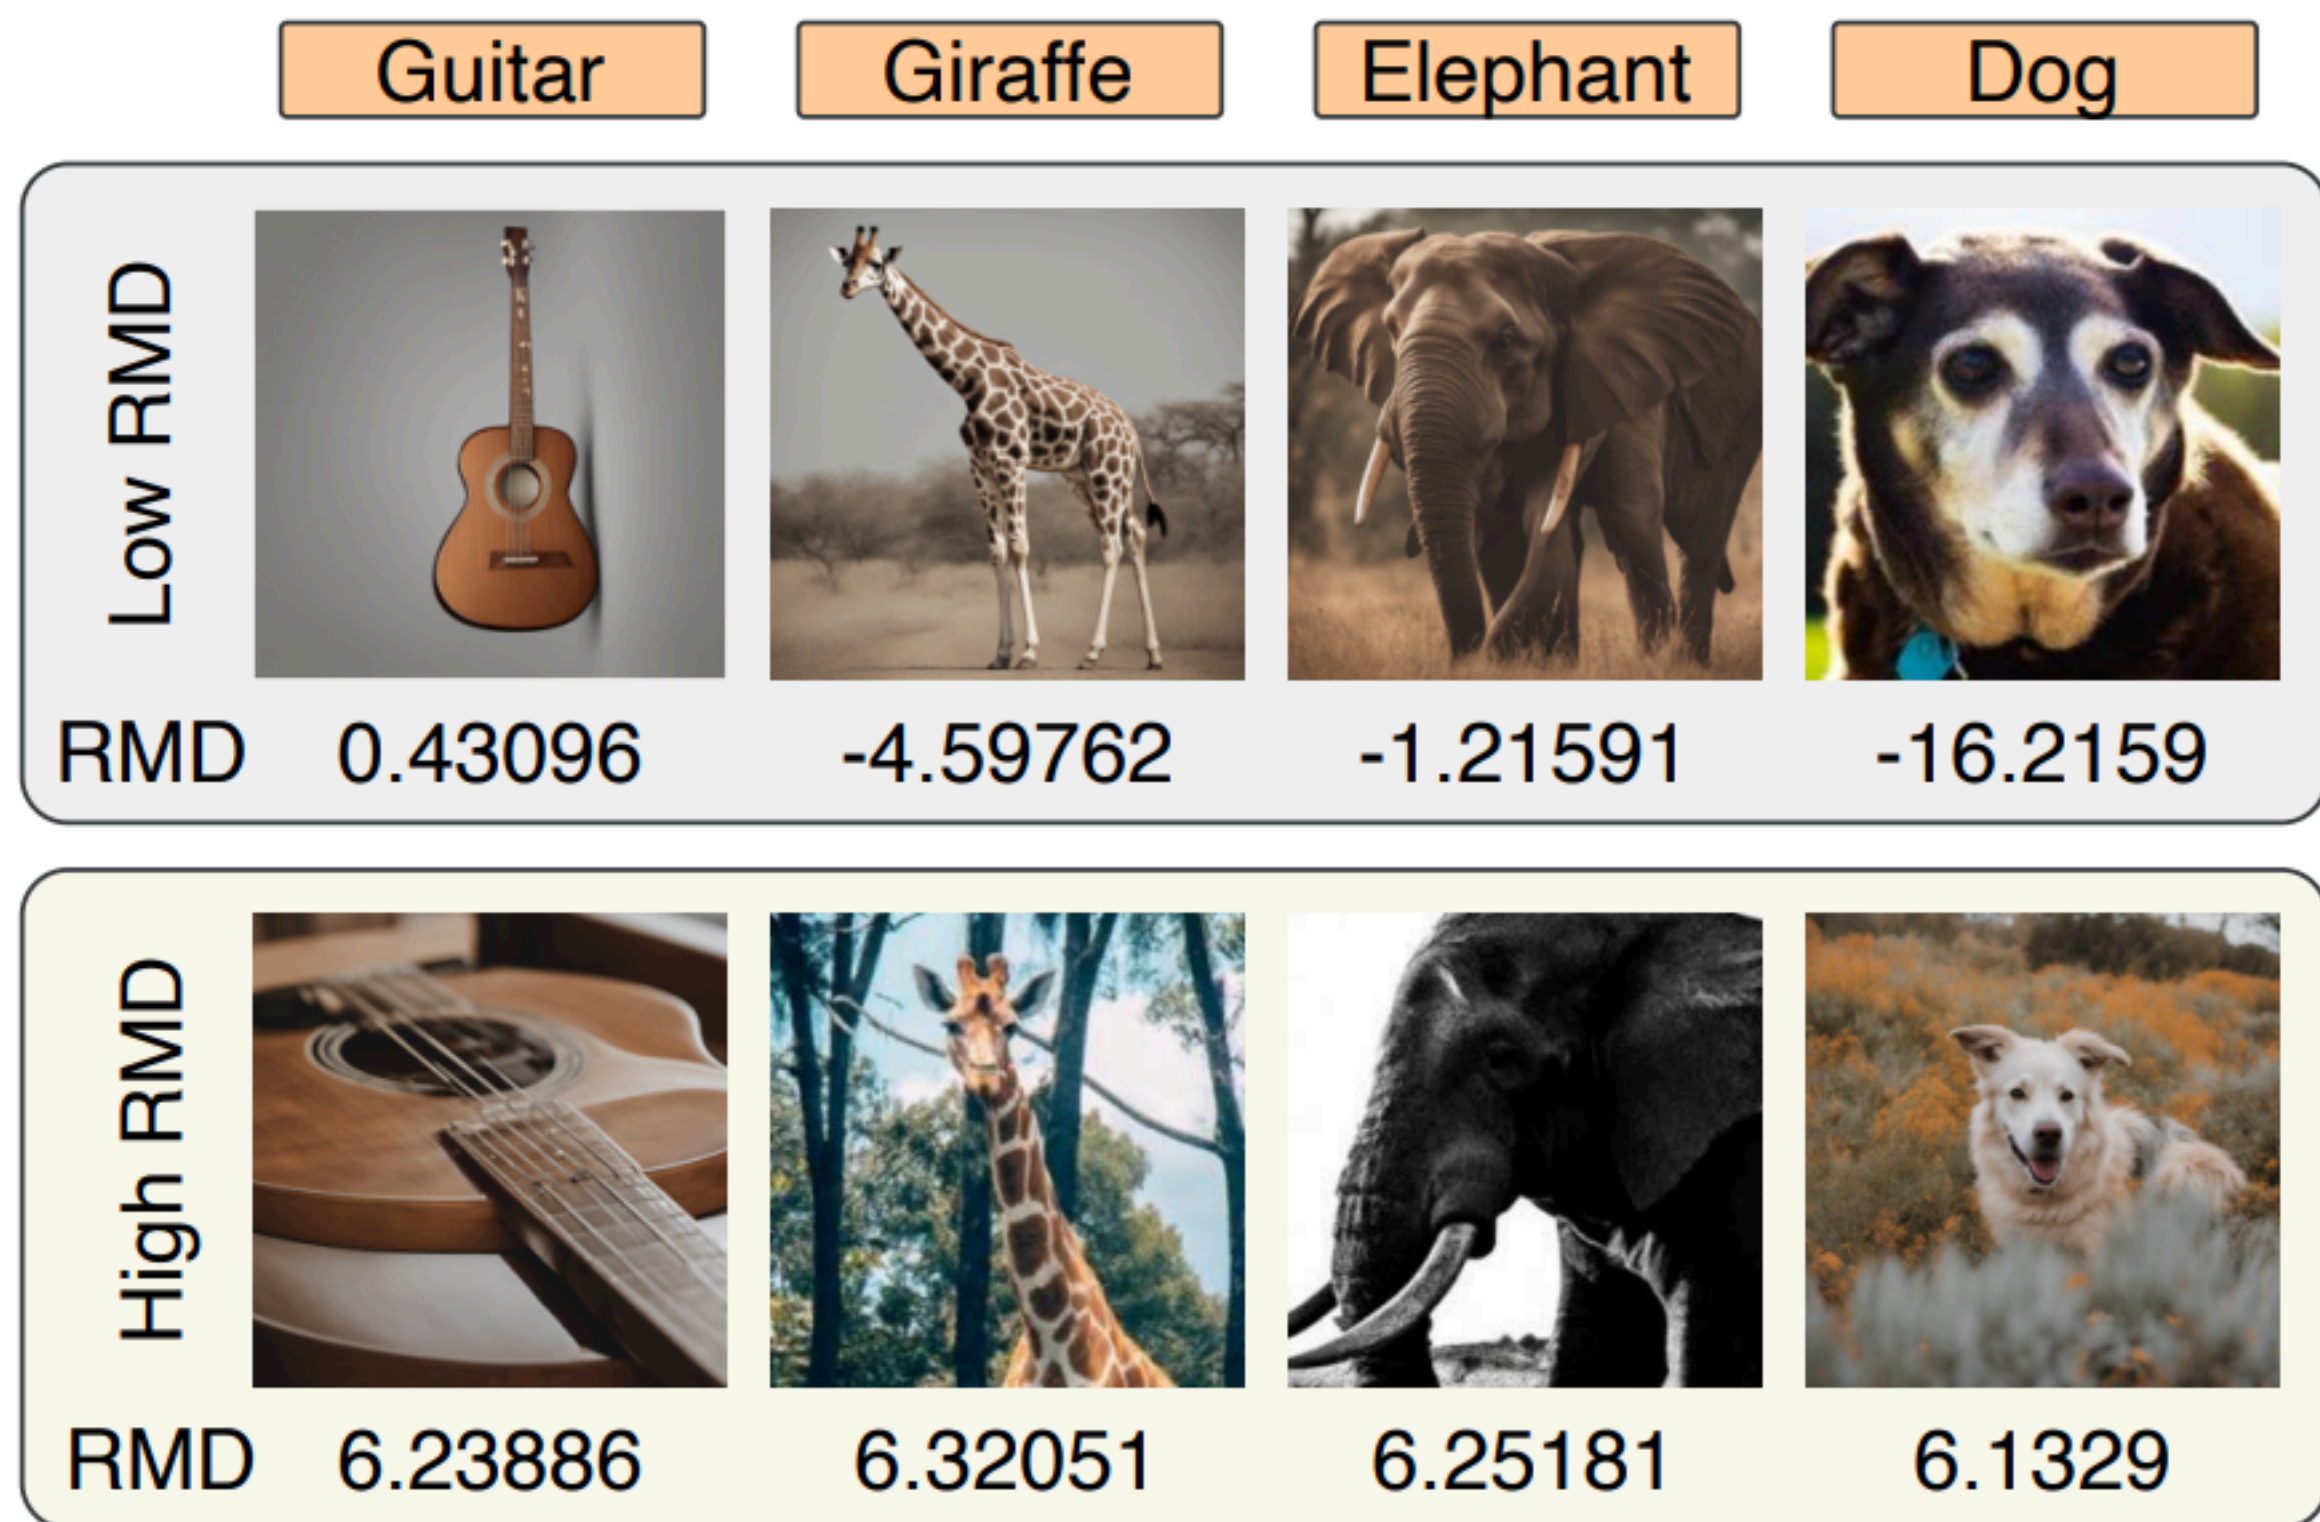 Guitar Giraffe Elephant Dog
Low RMD
RMD 0.43096 -4.59762 -1.21591 -16.2159
High RMD
RMD 6.23886 6.32051 6.25181 6.1329